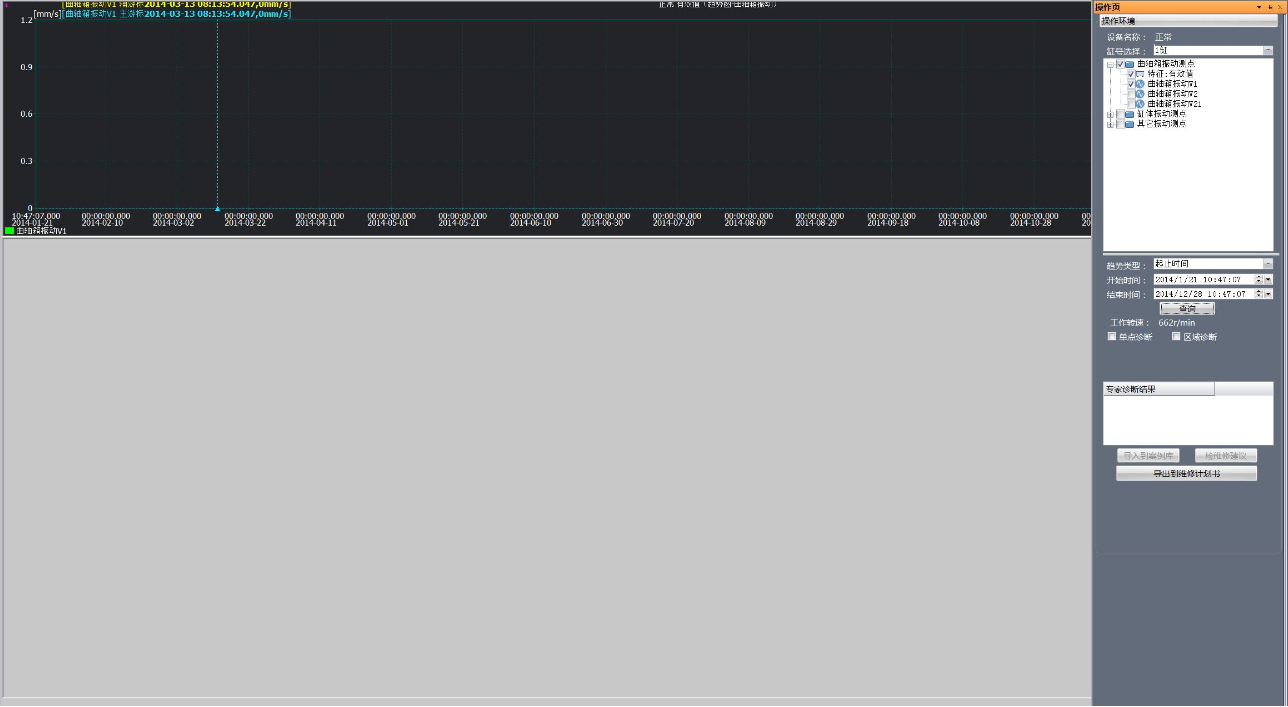 [曲轴箱振动V1 辅游标2014-03-13 08:13:54.047,0mm/s]
正常 有效值（趋势图-曲轴箱振动）
[mm/s][曲轴箱振动V1 主游标2014-03-13 08:13:54.047,0mm/s]
1.2
0.9
0.6
0.3
0
10:47:07.000 00:00:00.000 00:00:00.000 00:00:00.000 00:00:00.000 00:00:00.000 00:00:00.000 00:00:00.000 00:00:00.000 00:00:00.000 00:00:00.000 00:00:00.000 00:00:00.000 00:00:00.000 00:00:00.000 00:
2014-01-21 2014-02-10 2014-03-02 2014-03-22 2014-04-11 2014-05-01 2014-05-21 2014-06-10 2014-06-30 2014-07-20 2014-08-09 2014-08-29 2014-09-18 2014-10-08 2014-10-28 20
曲轴箱振动V1
操作页
操作环境
设备名称： 正常
缸号选择： 1缸
曲轴箱振动测点
特征:有效值
曲轴箱振动V1
曲轴箱振动V2
曲轴箱振动V21
缸体振动测点
其它振动测点
趋势类型： 起止时间
开始时间： 2014/1/21 10:47:07
结束时间： 2014/12/28 10:47:07
查询
工作转速： 662r/min
单点诊断 区域诊断
专家诊断结果
导入到案例库 检维修建议
导出到维修计划书